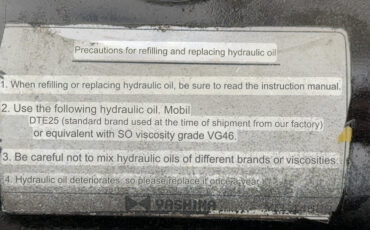 Precautions for refilling and replacing hydraulic oil
1. When refilling or replacing hydraulic oil, be sure to read the instruction manual.
2. Use the following hydraulic oil. Mobil
DTE25 (standard brand used at the time of shipment from our factory)
or equivalent with SO viscosity grade VG46.
3. Be careful not to mix hydraulic oils of different brands or viscosities.
4. Hydraulic oil deteriorates, so please replace it once a year.
YASHIMA